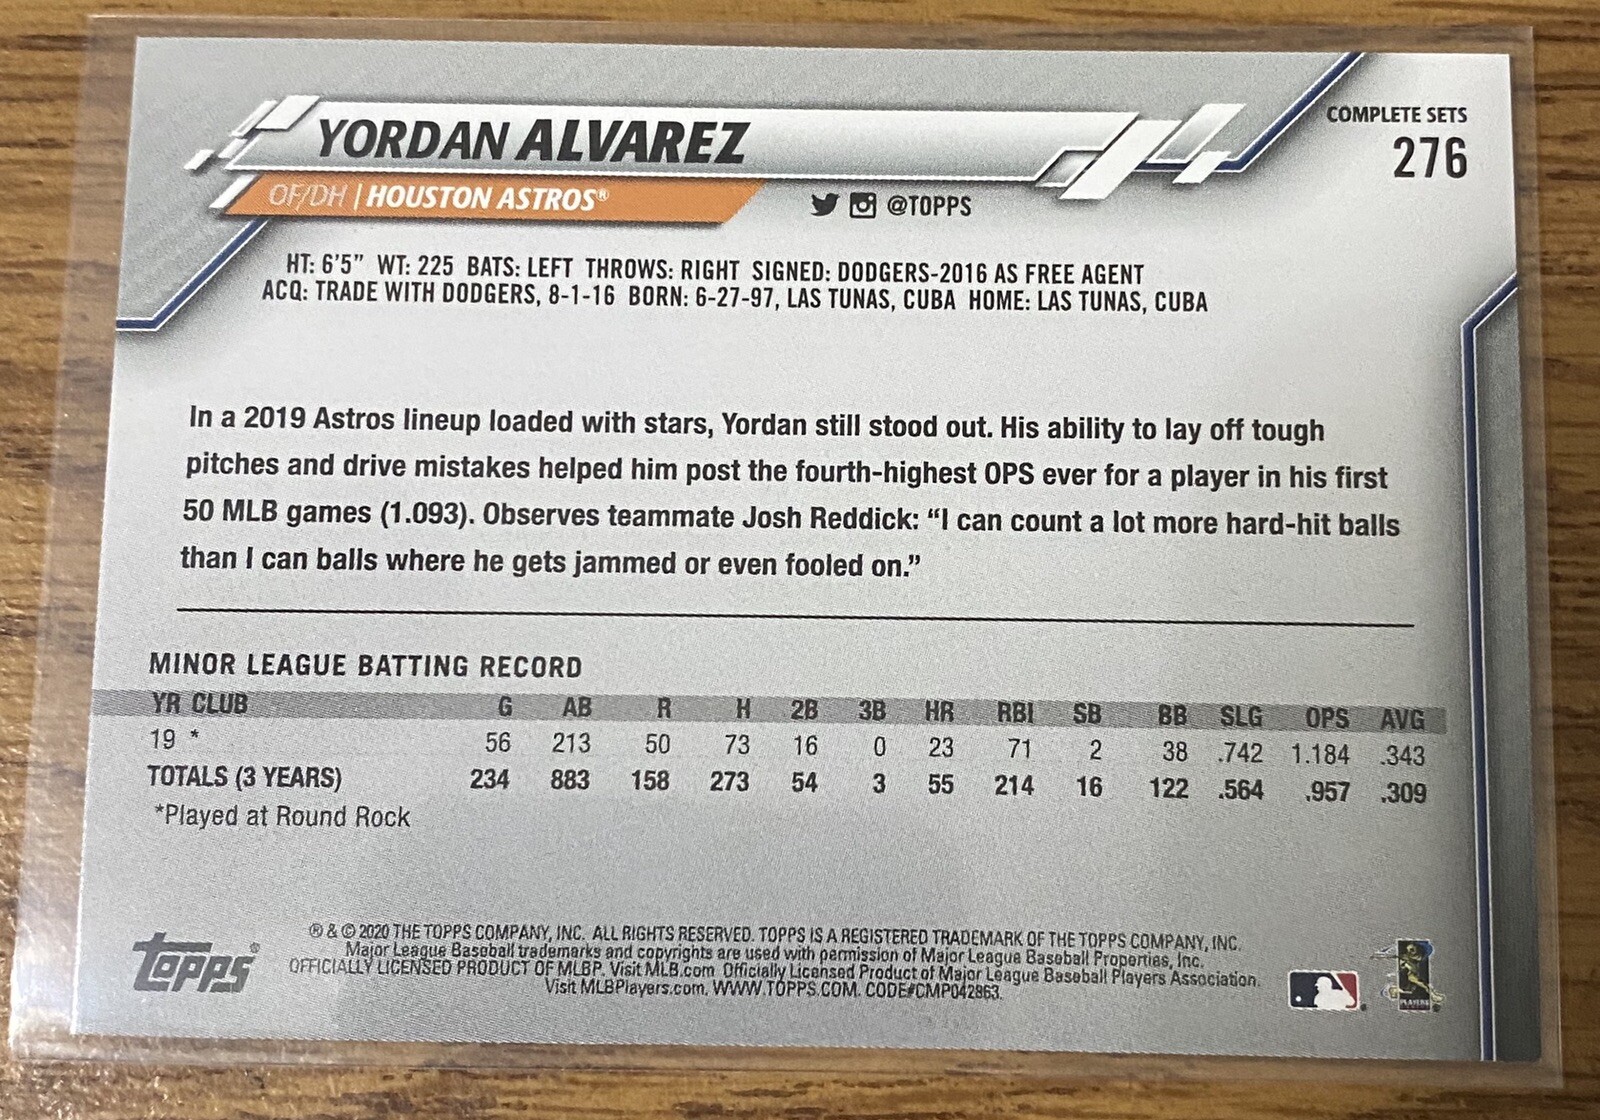 COMPLETE SETS
276
YORDAN ALVAREZ
OF/DH | HOUSTON ASTROS®
@TOPPS
HT: 6'5" WT: 225 BATS: LEFT THROWS: RIGHT SIGNED: DODGERS-2016 AS FREE AGENT
ACQ: TRADE WITH DODGERS, 8-1-16 BORN: 6-27-97, LAS TUNAS, CUBA HOME: LAS TUNAS, CUBA
In a 2019 Astros lineup loaded with stars, Yordan still stood out. His ability to lay off tough
pitches and drive mistakes helped him post the fourth-highest OPS ever for a player in his first
50 MLB games (1.093). Observes teammate Josh Reddick: “I can count a lot more hard-hit balls
than I can balls where he gets jammed or even fooled on.”
MINOR LEAGUE BATTING RECORD
YR CLUB G AB R H 2B 3B HR RBI SB BB SLG OPS AVG
19 * 56 213 50 73 16 0 23 71 2 38 .742 1.184 .343
TOTALS (3 YEARS) 234 883 158 273 54 3 55 214 16 122 .564 .957 .309
*Played at Round Rock
topps®
® & © 2020 THE TOPPS COMPANY, INC. ALL RIGHTS RESERVED. TOPPS IS A REGISTERED TRADEMARK OF THE TOPPS COMPANY, INC.
Major League Baseball trademarks and copyrights are used with permission of Major League Baseball Properties, Inc.
OFFICIALLY LICENSED PRODUCT OF MLBP. Visit MLB.com. Officially Licensed Product of Major League Baseball Players Association.
Visit MLBPlayers.com. WWW.TOPPS.COM. CODE#CMP042863.
PLAYERS